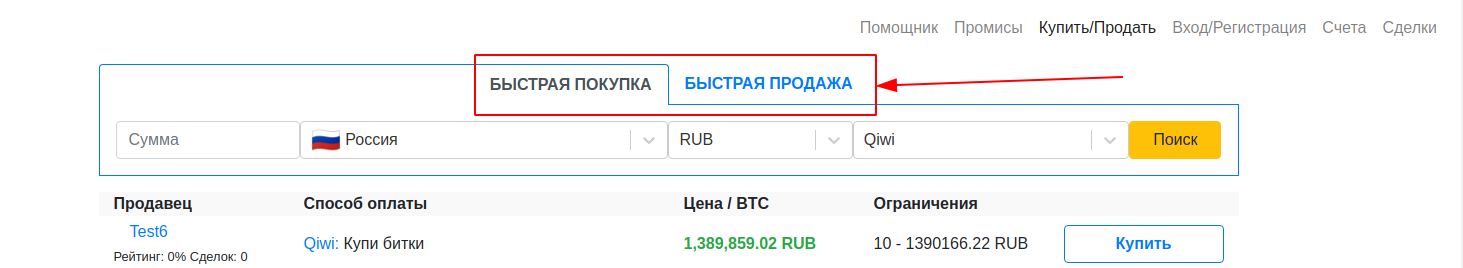 Помощник Промисы Купить/Продать Вход/Регистрация Счета Сделки
БЫСТРАЯ ПОКУПКА БЫСТРАЯ ПРОДАЖА
Сумма Россия RUB Qiwi Поиск
Продавец Способ оплаты Цена / BTC Ограничения
Test6
Qiwi: Купи битки 1,389,859.02 RUB 10 - 1390166.22 RUB Купить
Рейтинг: 0% Сделок: 0